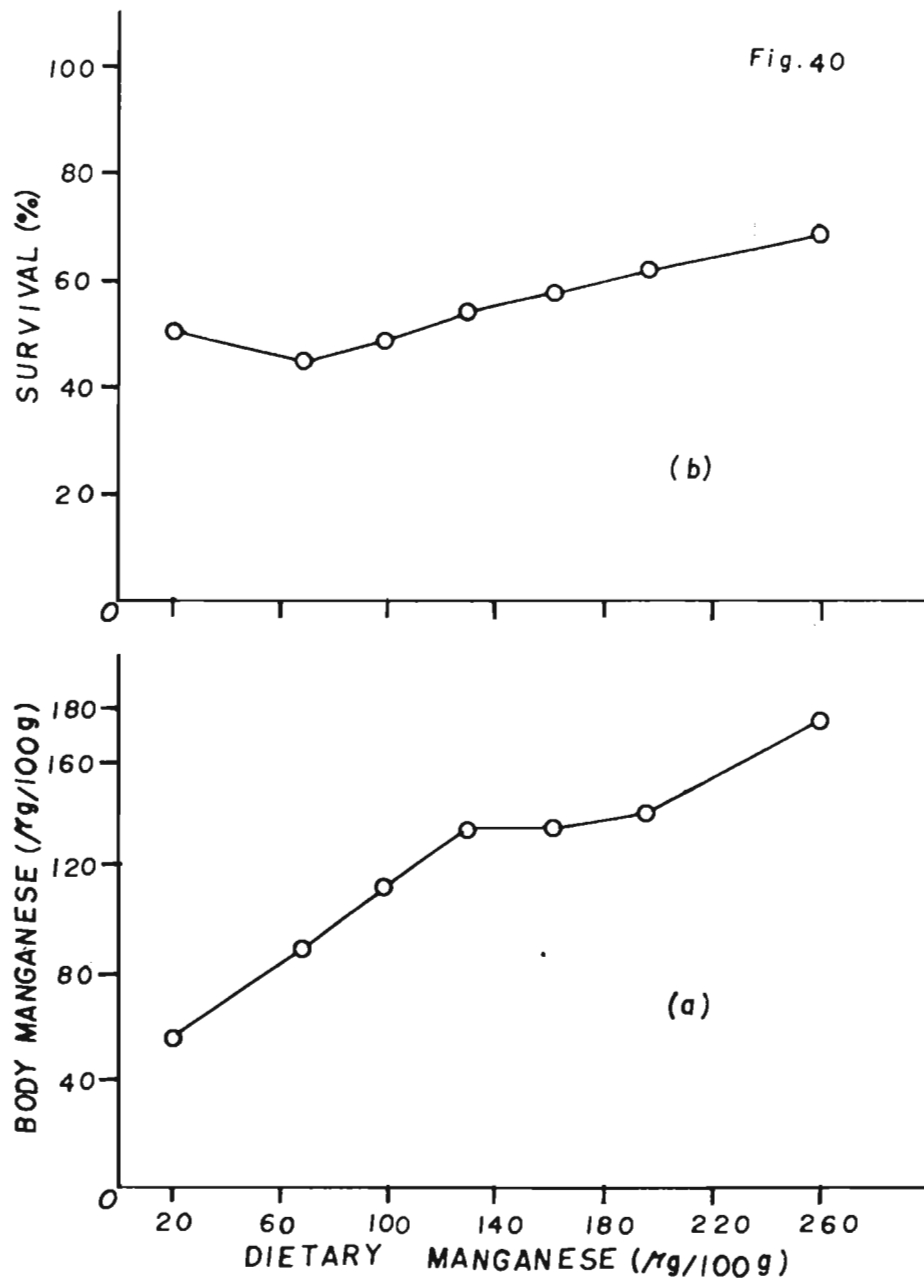 Fig. 40
100
80
60
40
20
0
SURVIVAL (%)
(b)
180
160
120
80
40
0
BODY MANGANESE (µg/100g)
(a)
20 60 100 140 180 220 260
DIETARY MANGANESE (µg/100g)